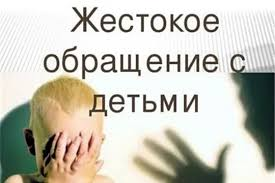 Жестокое
обращение с
детьми